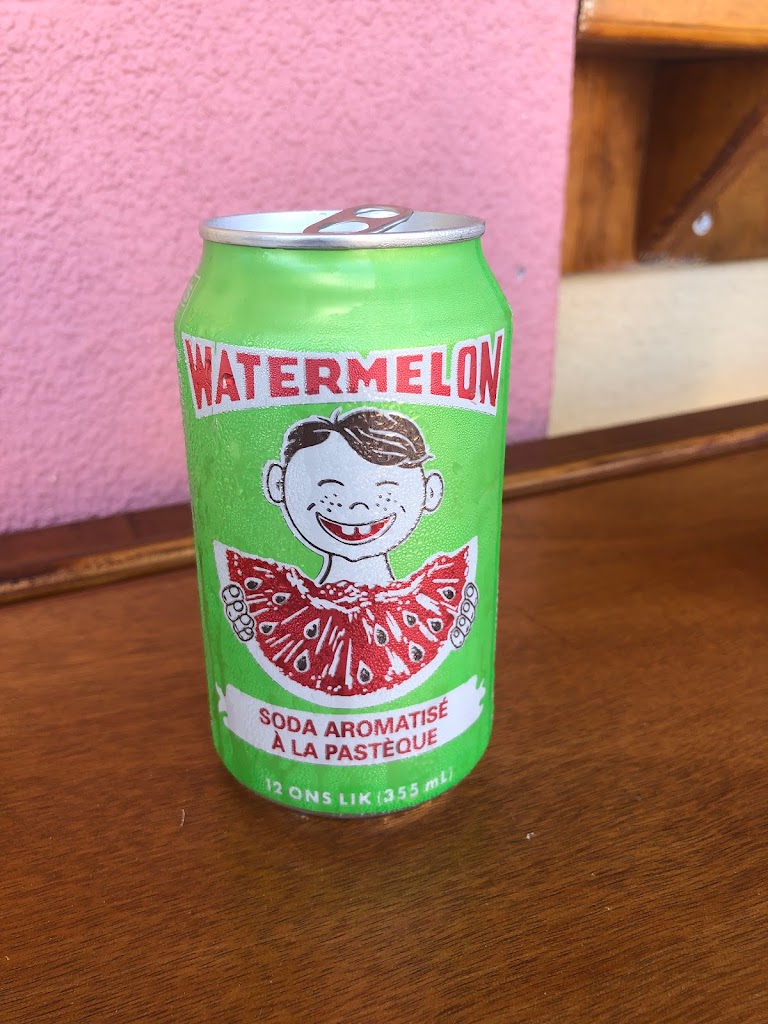 WATERMELON
SODA AROMATISÉ
À LA PASTÈQUE
12 ONS LIK (355 mL)